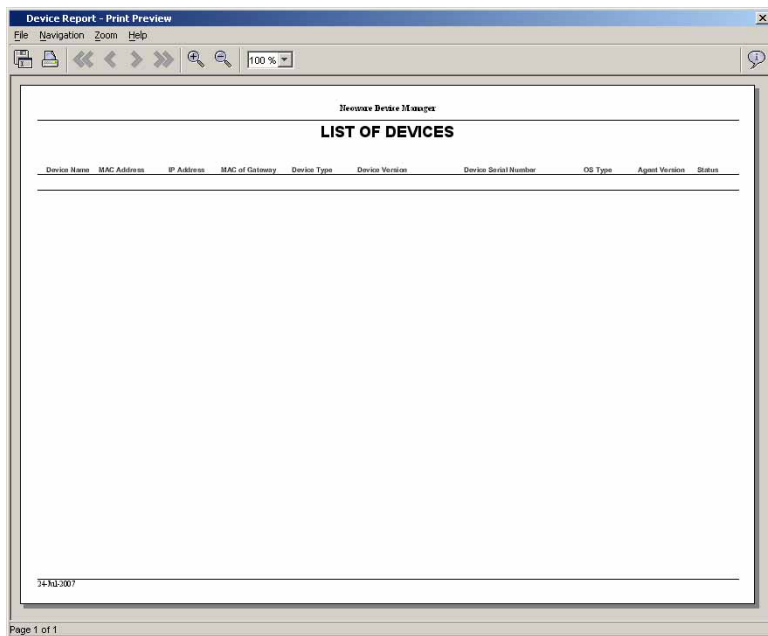 Device Report - Print Preview
File Navigation Zoom Help
100 %
Neoware Device Manager
LIST OF DEVICES
Device Name MAC Address IP Address MAC of Gateway Device Type Device Version Device Serial Number OS Type Agent Version Status
24-Jul-2007
Page 1 of 1